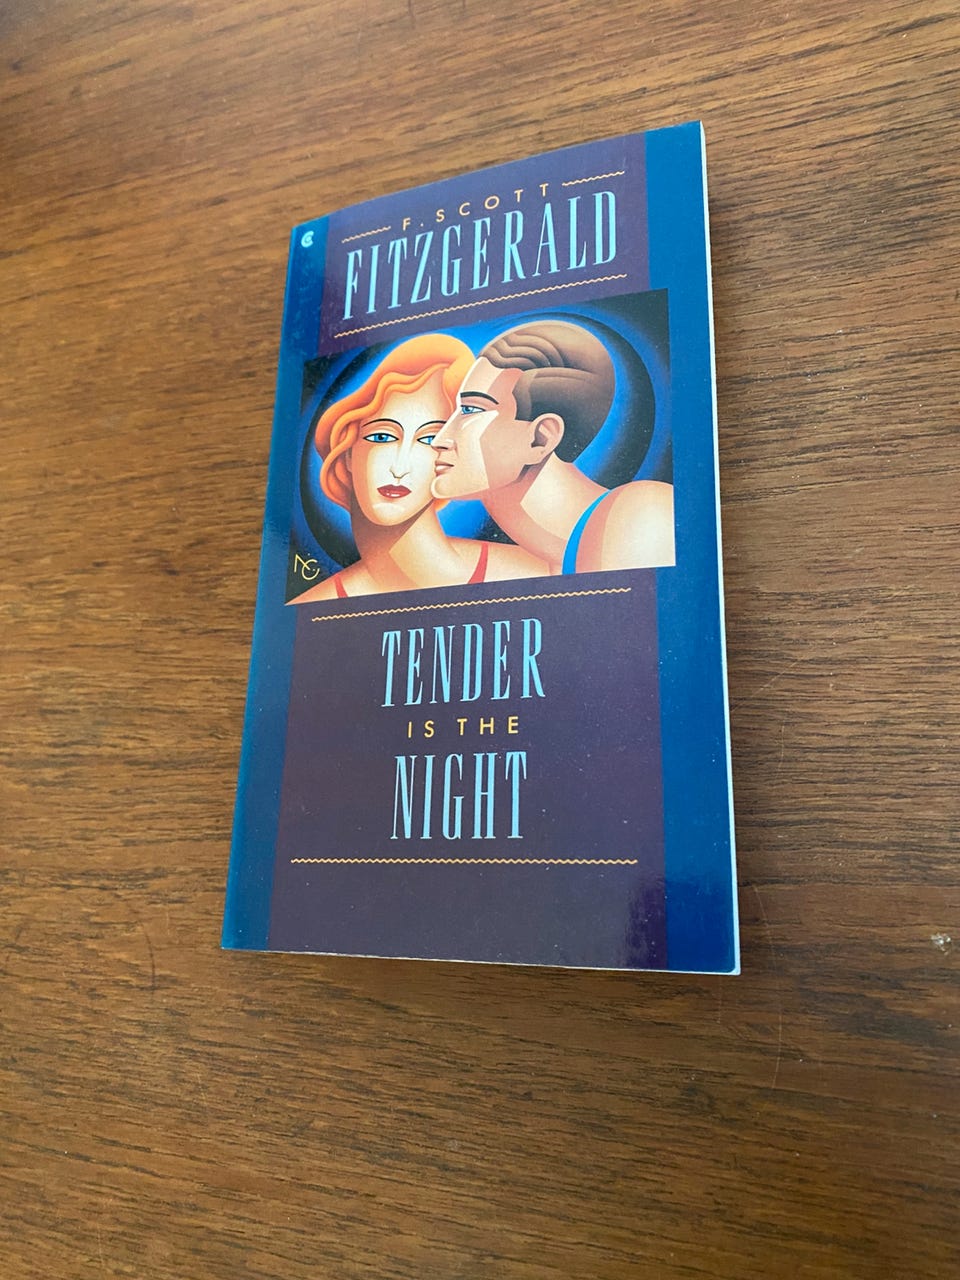 F. SCOTT
FITZGERALD
TENDER
IS THE
NIGHT